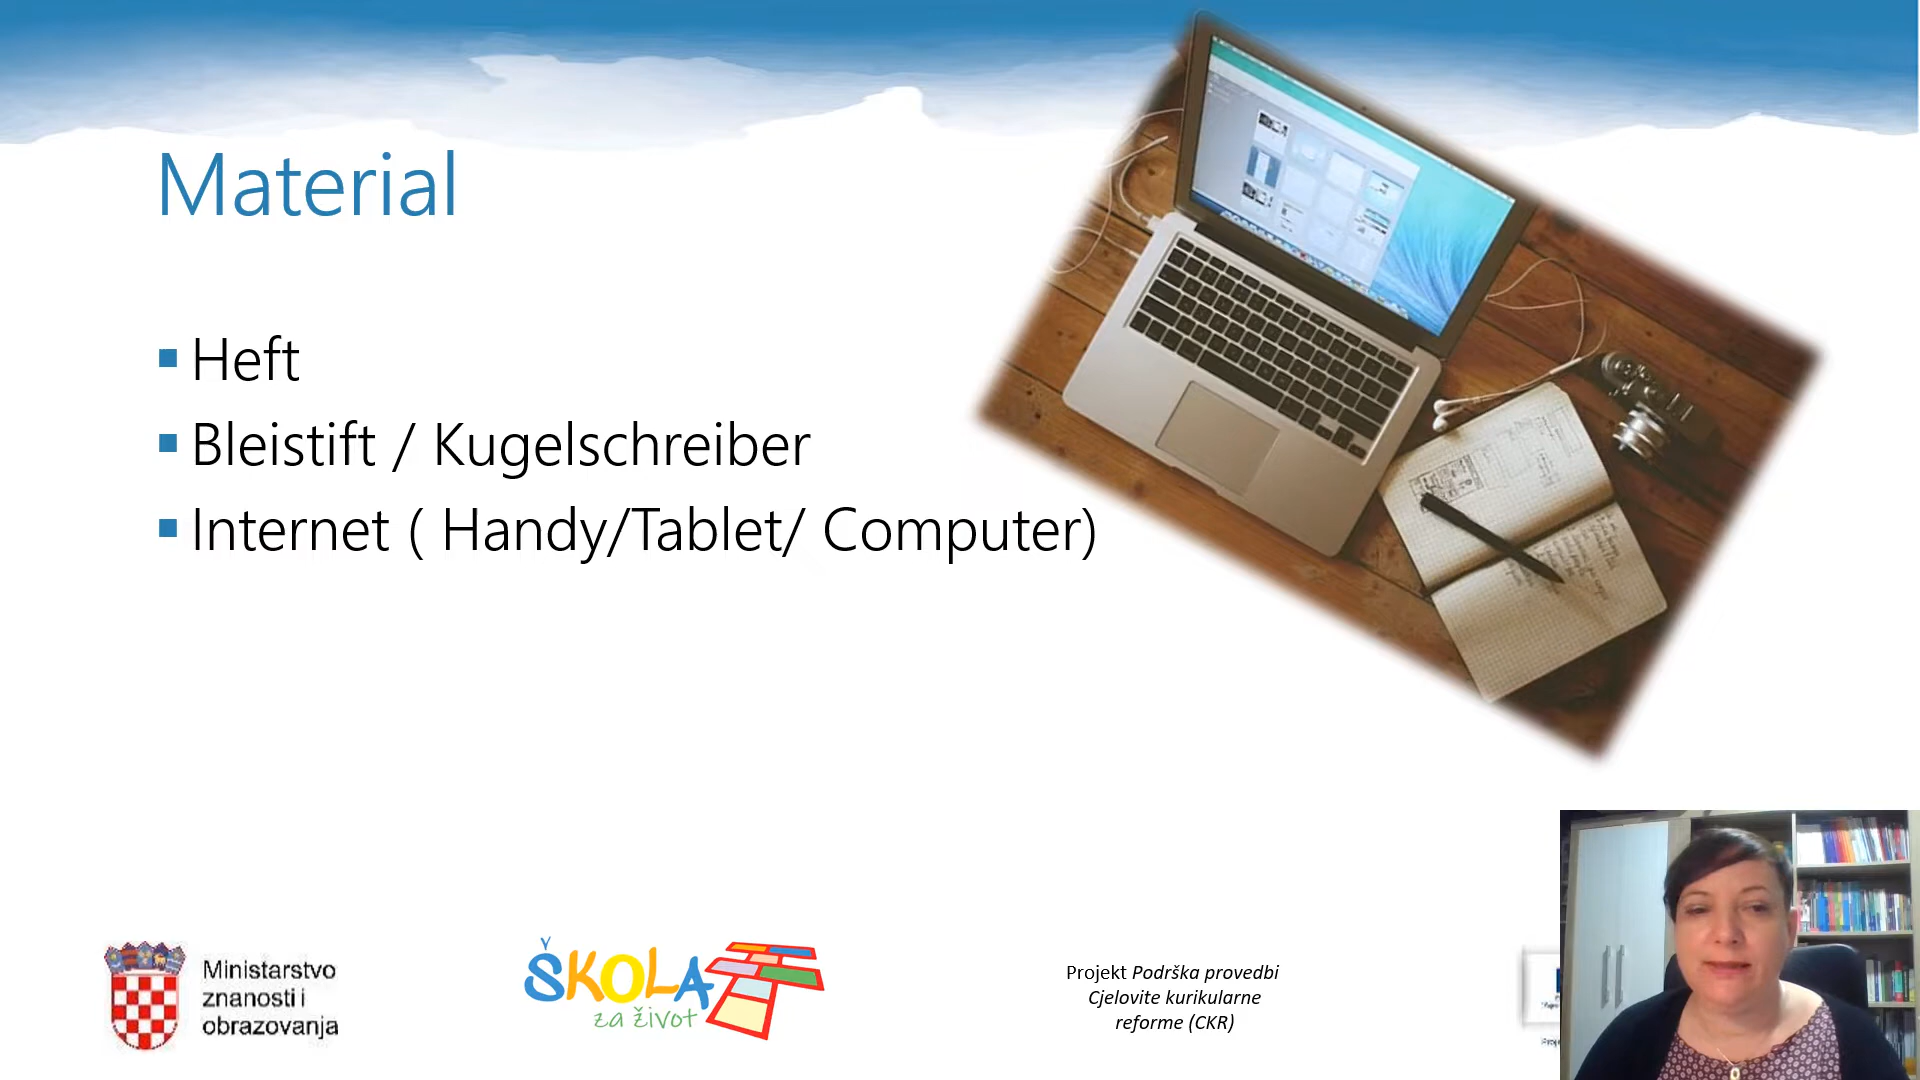 Material
Heft
Bleistift / Kugelschreiber
Internet ( Handy/Tablet/ Computer)
Ministarstvo
znanosti i
obrazovanja
ŠKOLA
za život
Projekt Podrška provedbi
Cjelovite kurikularne
reforme (CKR)